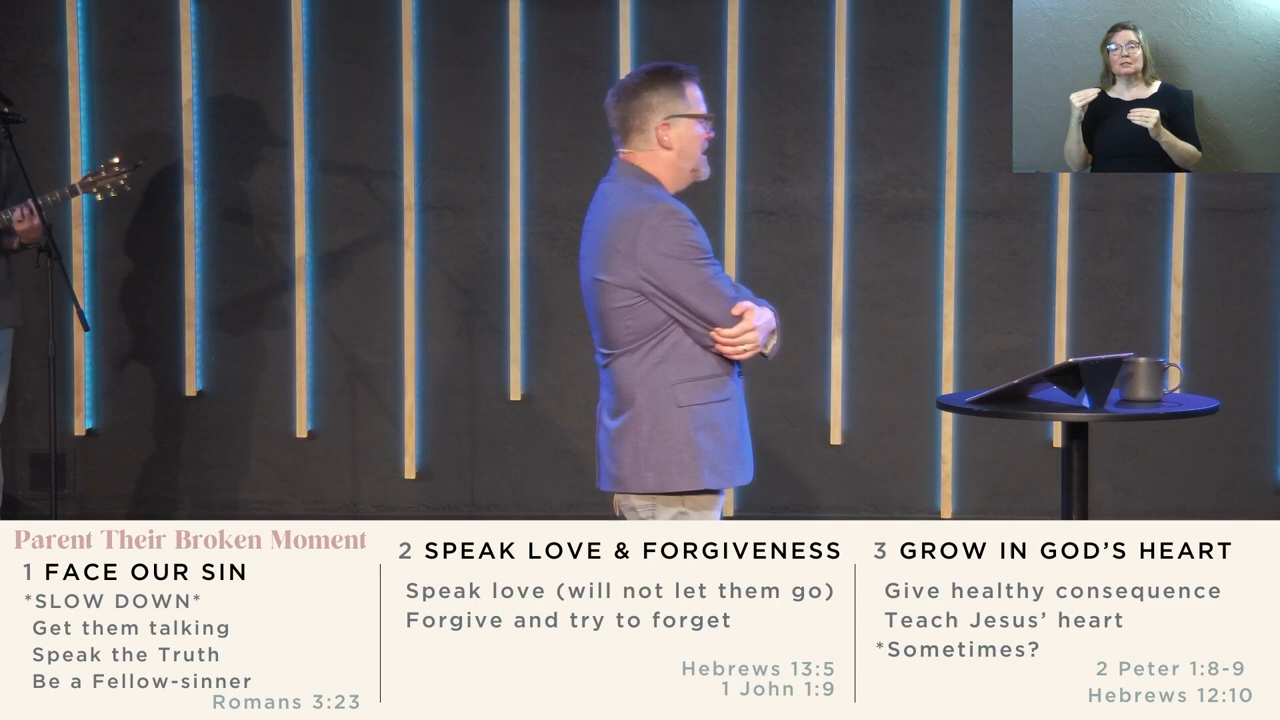 Parent Their Broken Moment
1 FACE OUR SIN
*SLOW DOWN*
Get them talking
Speak the Truth
Be a Fellow-sinner
Romans 3:23
2 SPEAK LOVE & FORGIVENESS
Speak love (will not let them go)
Forgive and try to forget
Hebrews 13:5
1 John 1:9
3 GROW IN GOD’S HEART
Give healthy consequence
Teach Jesus’ heart
*Sometimes?
2 Peter 1:8-9
Hebrews 12:10